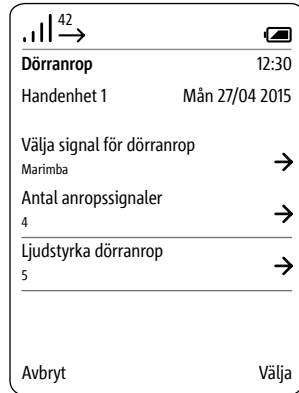 42
Dörranrop 12:30
Handenhet 1 Mån 27/04 2015
Välja signal för dörranrop
Marimba
Antal anropssignaler
4
Ljudstyrka dörranrop
5
Avbryt Välja